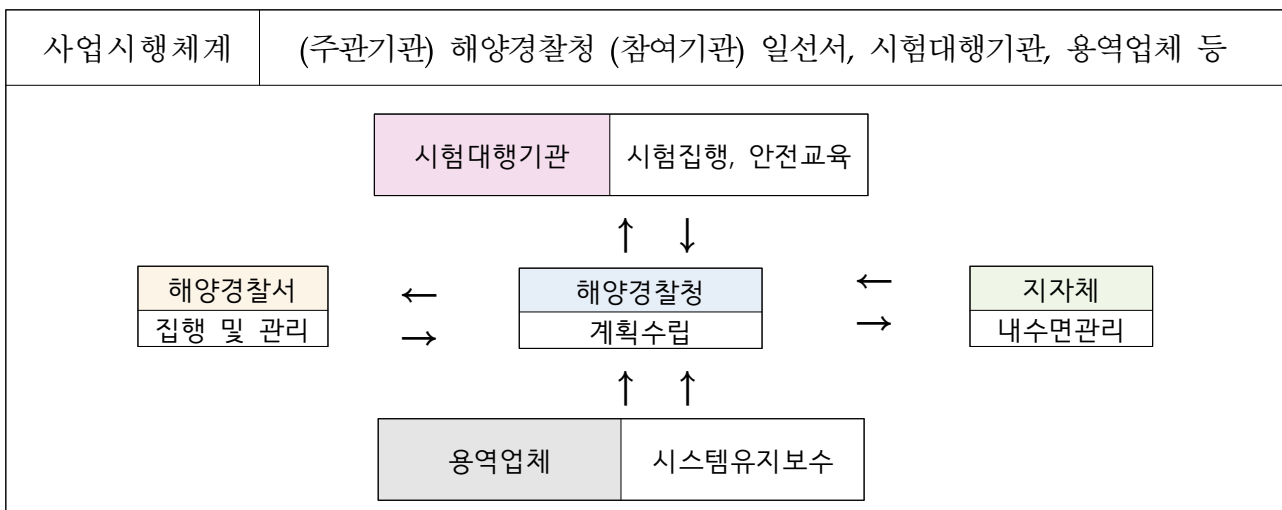 사업시행체계 (주관기관) 해양경찰청 (참여기관) 일선서, 시험대행기관, 용역업체 등
시험대행기관 시험집행, 안전교육
↑ ↓
해양경찰서 ← 해양경찰청 ← 지자체
집행 및 관리 → 계획수립 → 내수면관리
↑ ↑
용역업체 시스템유지보수